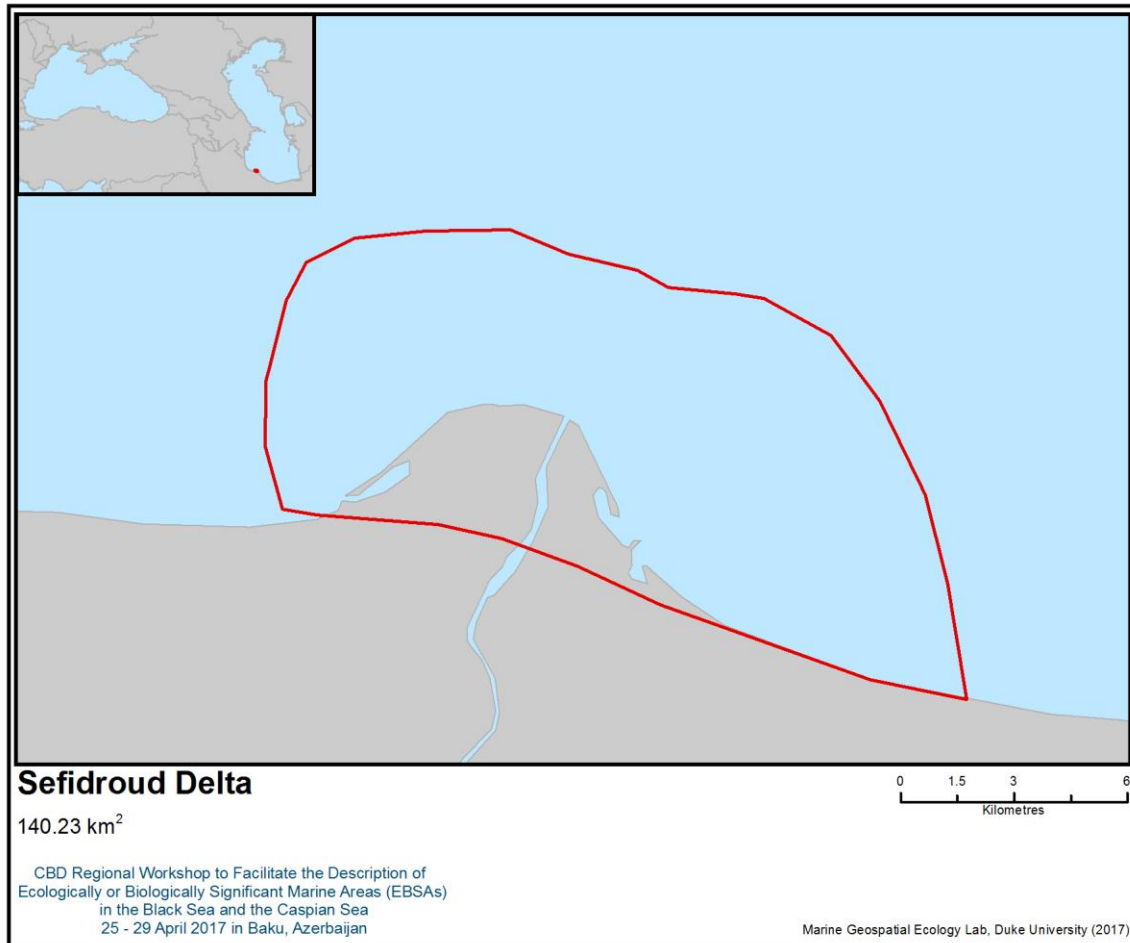 Sefidroud Delta
140.23 km²
0 1.5 3 6
Kilometres
CBD Regional Workshop to Facilitate the Description of
Ecologically or Biologically Significant Marine Areas (EBSAs)
in the Black Sea and the Caspian Sea
25 - 29 April 2017 in Baku, Azerbaijan
Marine Geospatial Ecology Lab, Duke University (2017)